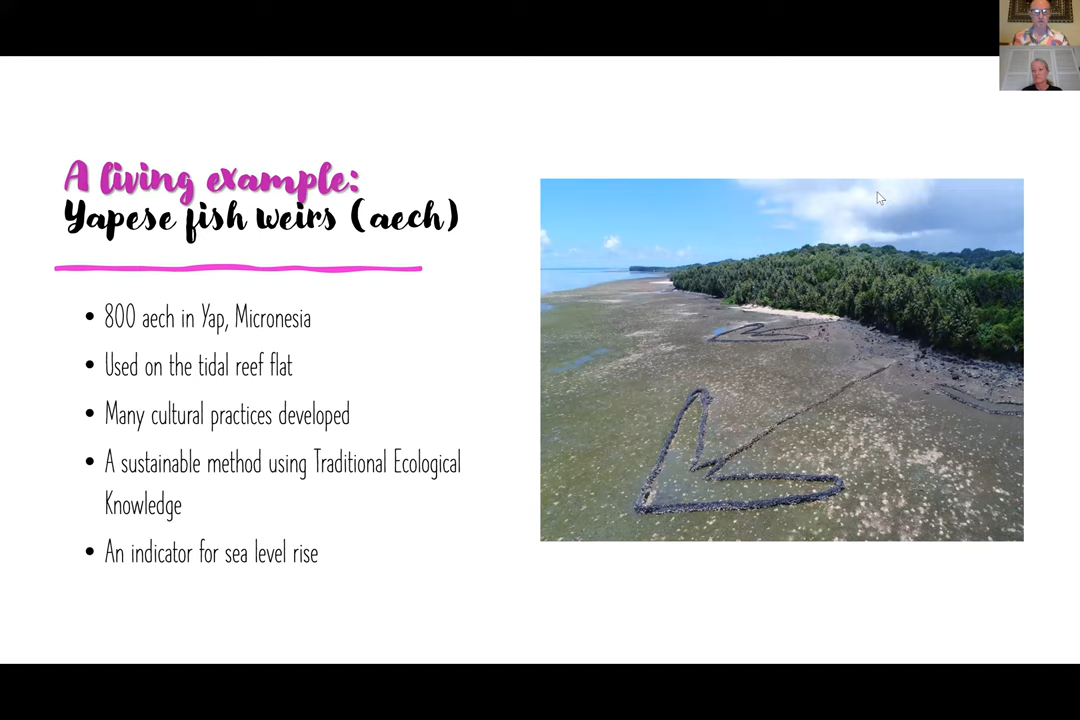 A living example:
Yapese fish weirs (aech)
• 800 aech in Yap, Micronesia
• Used on the tidal reef flat
• Many cultural practices developed
• A sustainable method using Traditional Ecological
Knowledge
• An indicator for sea level rise